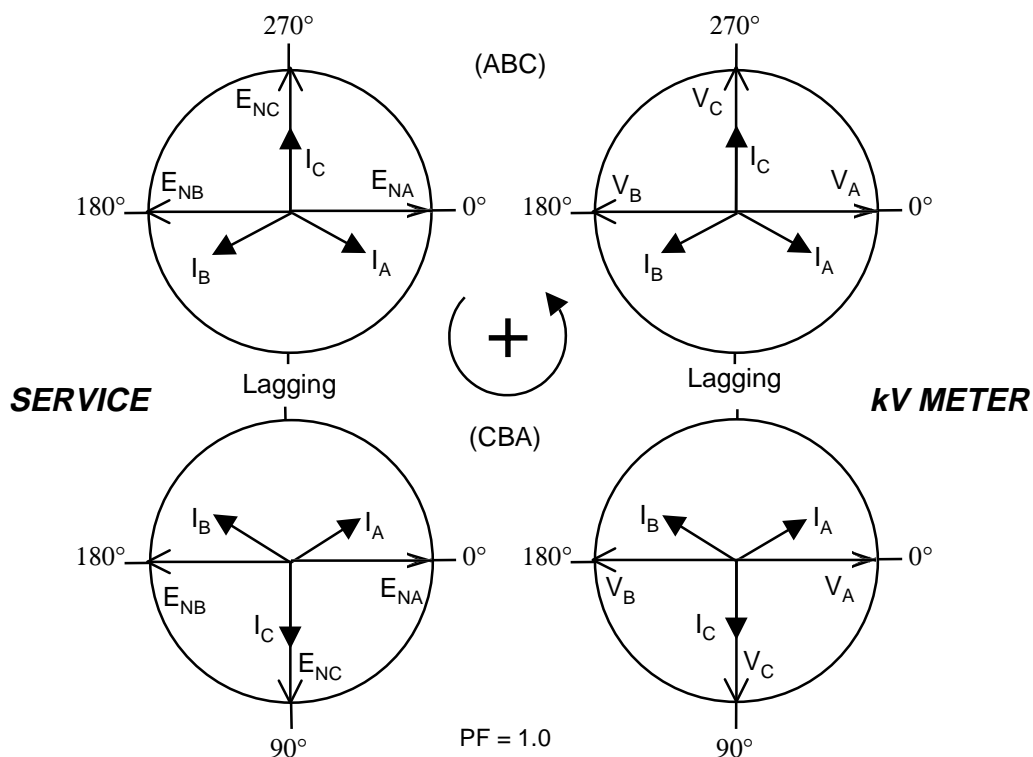 270° 270°
(ABC)
E_NC V_C
I_C I_C
E_NB E_NA V_B V_A
180° 0° 180° 0°
I_B I_A I_B I_A
+
Lagging Lagging
SERVICE kV METER
(CBA)
I_B I_A I_B I_A
180° 0° 180° 0°
E_NB E_NA V_B V_A
I_C I_C
E_NC V_C
PF = 1.0
90° 90°